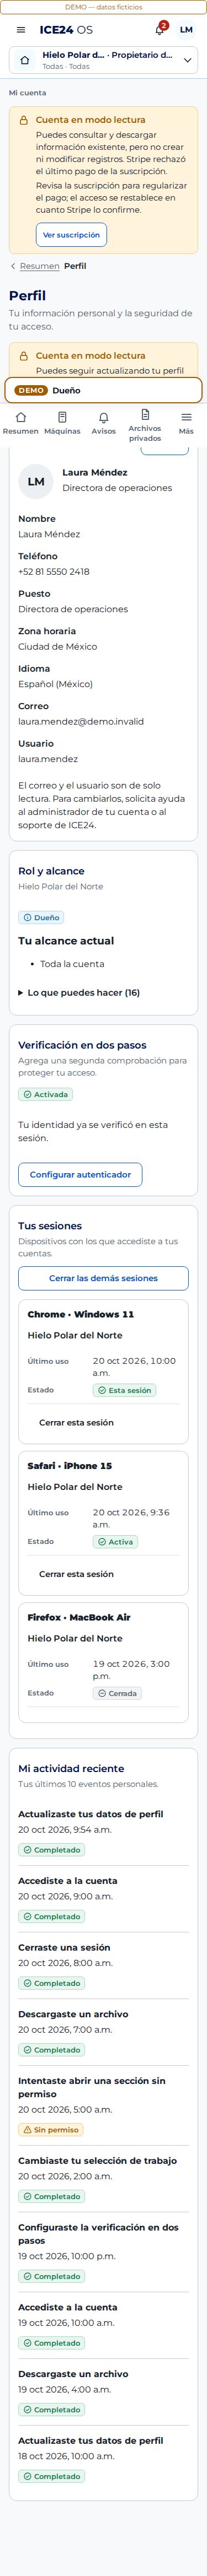 DEMO — datos ficticios
ICE24 OS
2
LM
Hielo Polar d... · Propietario d...
Todas · Todas
Mi cuenta
Cuenta en modo lectura
Puedes consultar y descargar
información existente, pero no crear
ni modificar registros. Stripe rechazó
el último pago de la suscripción.
Revisa la suscripción para regularizar
el pago; el acceso se restablece en
cuanto Stripe lo confirme.
Ver suscripción
Resumen Perfil
Perfil
Tu información personal y la seguridad de
tu acceso.
Cuenta en modo lectura
Puedes seguir actualizando tu perfil
DEMO Dueño
Resumen
Máquinas
Avisos
Archivos
privados
Más
LM
Laura Méndez
Directora de operaciones
Nombre
Laura Méndez
Teléfono
+52 81 5550 2418
Puesto
Directora de operaciones
Zona horaria
Ciudad de México
Idioma
Español (México)
Correo
laura.mendez@demo.invalid
Usuario
laura.mendez
El correo y el usuario son de solo
lectura. Para cambiarlos, solicita ayuda
al administrador de tu cuenta o al
soporte de ICE24.
Rol y alcance
Hielo Polar del Norte
Dueño
Tu alcance actual
• Toda la cuenta
Lo que puedes hacer (16)
Verificación en dos pasos
Agrega una segunda comprobación para
proteger tu acceso.
Activada
Tu identidad ya se verificó en esta
sesión.
Configurar autenticador
Tus sesiones
Dispositivos con los que accediste a tus
cuentas.
Cerrar las demás sesiones
Chrome · Windows 11
Hielo Polar del Norte
Último uso
20 oct 2026, 10:00
a.m.
Estado
Esta sesión
Cerrar esta sesión
Safari · iPhone 15
Hielo Polar del Norte
Último uso
20 oct 2026, 9:36
a.m.
Estado
Activa
Cerrar esta sesión
Firefox · MacBook Air
Hielo Polar del Norte
Último uso
19 oct 2026, 3:00
p.m.
Estado
Cerrada
Mi actividad reciente
Tus últimos 10 eventos personales.
Actualizaste tus datos de perfil
20 oct 2026, 9:54 a.m.
Completado
Accediste a la cuenta
20 oct 2026, 9:00 a.m.
Completado
Cerraste una sesión
20 oct 2026, 8:00 a.m.
Completado
Descargaste un archivo
20 oct 2026, 7:00 a.m.
Completado
Intentaste abrir una sección sin
permiso
20 oct 2026, 5:00 a.m.
Sin permiso
Cambiaste tu selección de trabajo
20 oct 2026, 2:00 a.m.
Completado
Configuraste la verificación en dos
pasos
19 oct 2026, 10:00 p.m.
Completado
Accediste a la cuenta
19 oct 2026, 10:00 a.m.
Completado
Descargaste un archivo
19 oct 2026, 4:00 a.m.
Completado
Actualizaste tus datos de perfil
18 oct 2026, 10:00 a.m.
Completado